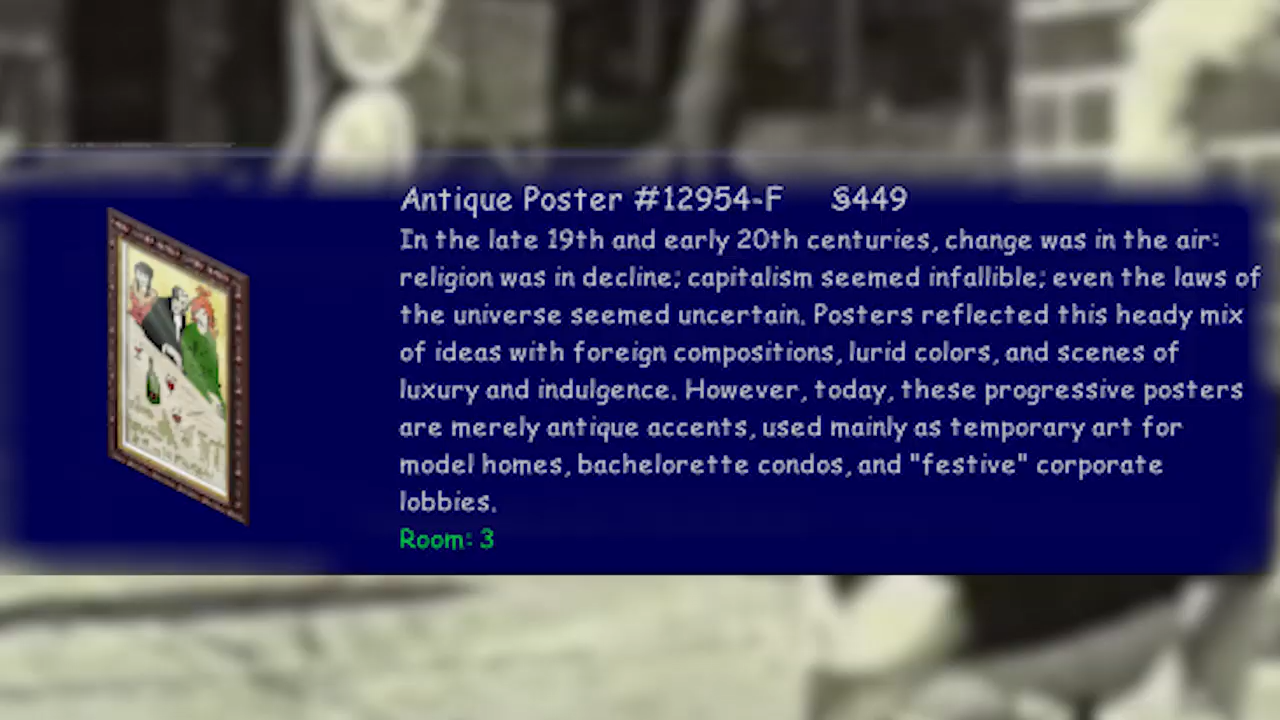 Antique Poster #12954-F §449
In the late 19th and early 20th centuries, change was in the air:
religion was in decline; capitalism seemed infallible; even the laws of
the universe seemed uncertain. Posters reflected this heady mix
of ideas with foreign compositions, lurid colors, and scenes of
luxury and indulgence. However, today, these progressive posters
are merely antique accents, used mainly as temporary art for
model homes, bachelorette condos, and "festive" corporate
lobbies.
Room: 3